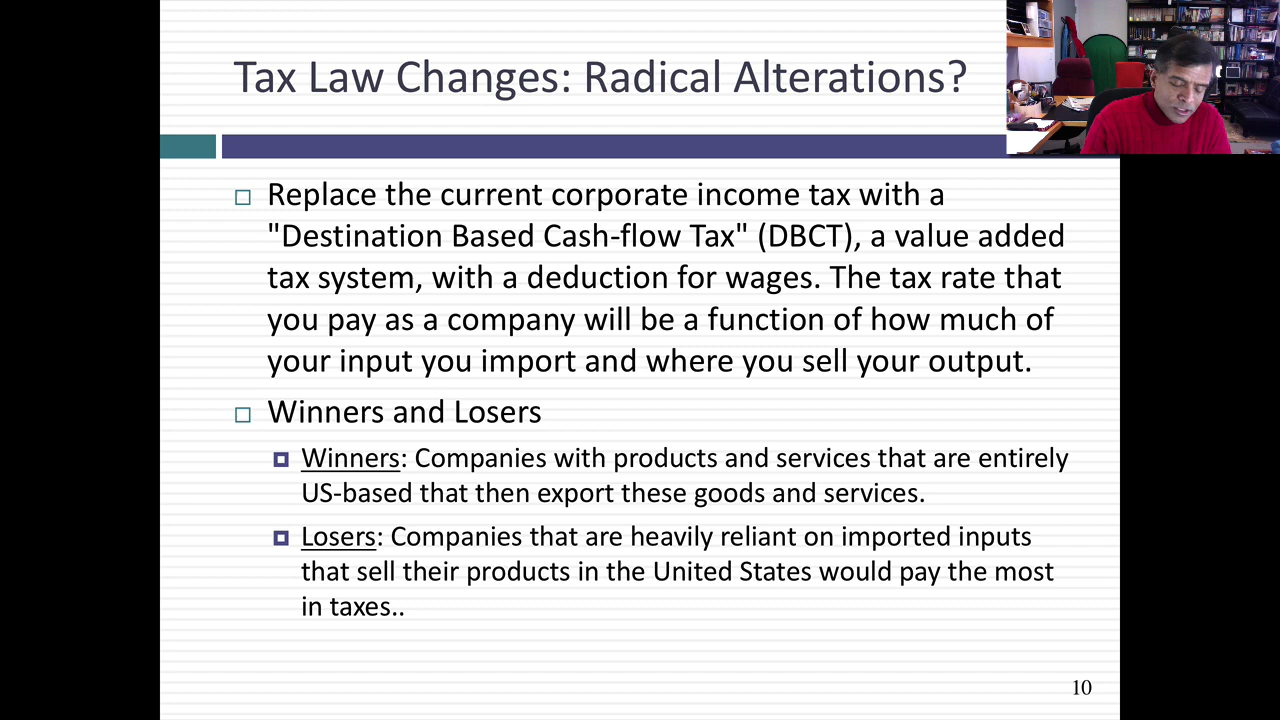 Tax Law Changes: Radical Alterations?
Replace the current corporate income tax with a
"Destination Based Cash-flow Tax" (DBCT), a value added
tax system, with a deduction for wages. The tax rate that
you pay as a company will be a function of how much of
your input you import and where you sell your output.
Winners and Losers
Winners: Companies with products and services that are entirely
US-based that then export these goods and services.
Losers: Companies that are heavily reliant on imported inputs
that sell their products in the United States would pay the most
in taxes..
10